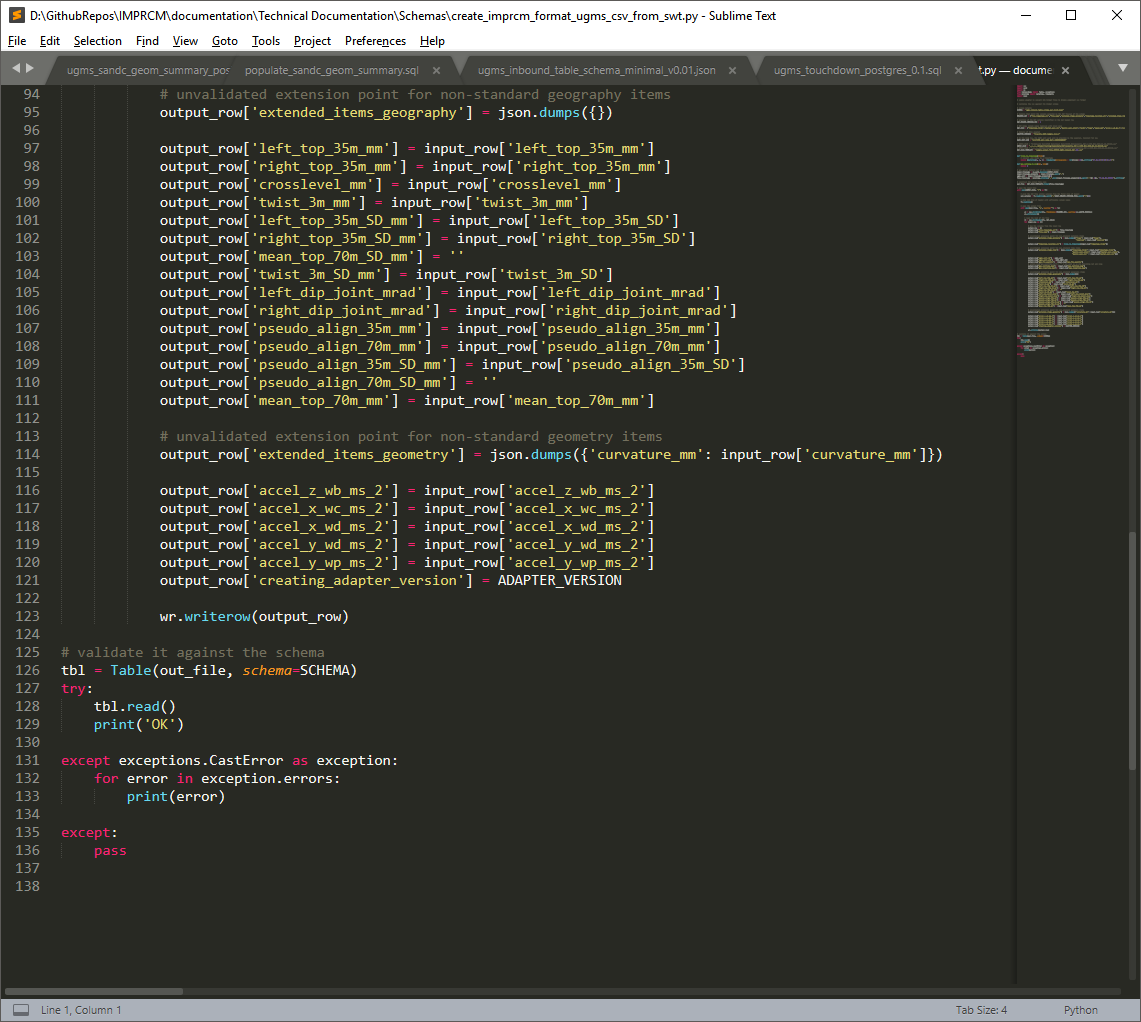 D:\GithubRepos\IMPRCM\documentation\Technical Documentation\Schemas\create_imprcm_format_ugms_csv_from_swt.py - Sublime Text
File Edit Selection Find View Goto Tools Project Preferences Help
ugms_sandc_geom_summary_pos populate_sandc_geom_summary.sql ugms_inbound_table_schema_minimal_v0.01.json ugms_touchdown_postgres_0.1.sql t.py — docume
94 # unvalidated extension point for non-standard geography items
95 output_row['extended_items_geography'] = json.dumps({})
96
97 output_row['left_top_35m_mm'] = input_row['left_top_35m_mm']
98 output_row['right_top_35m_mm'] = input_row['right_top_35m_mm']
99 output_row['crosslevel_mm'] = input_row['crosslevel_mm']
100 output_row['twist_3m_mm'] = input_row['twist_3m_mm']
101 output_row['left_top_35m_SD_mm'] = input_row['left_top_35m_SD']
102 output_row['right_top_35m_SD_mm'] = input_row['right_top_35m_SD']
103 output_row['mean_top_70m_SD_mm'] = ''
104 output_row['twist_3m_SD_mm'] = input_row['twist_3m_SD']
105 output_row['left_dip_joint_mrad'] = input_row['left_dip_joint_mrad']
106 output_row['right_dip_joint_mrad'] = input_row['right_dip_joint_mrad']
107 output_row['pseudo_align_35m_mm'] = input_row['pseudo_align_35m_mm']
108 output_row['pseudo_align_70m_mm'] = input_row['pseudo_align_70m_mm']
109 output_row['pseudo_align_35m_SD_mm'] = input_row['pseudo_align_35m_SD']
110 output_row['pseudo_align_70m_SD_mm'] = ''
111 output_row['mean_top_70m_mm'] = input_row['mean_top_70m_mm']
112
113 # unvalidated extension point for non-standard geometry items
114 output_row['extended_items_geometry'] = json.dumps({'curvature_mm': input_row['curvature_mm']})
115
116 output_row['accel_z_wb_ms_2'] = input_row['accel_z_wb_ms_2']
117 output_row['accel_x_wc_ms_2'] = input_row['accel_x_wc_ms_2']
118 output_row['accel_x_wd_ms_2'] = input_row['accel_x_wd_ms_2']
119 output_row['accel_y_wd_ms_2'] = input_row['accel_y_wd_ms_2']
120 output_row['accel_y_wp_ms_2'] = input_row['accel_y_wp_ms_2']
121 output_row['creating_adapter_version'] = ADAPTER_VERSION
122
123 wr.writerow(output_row)
124
125 # validate it against the schema
126 tbl = Table(out_file, schema=SCHEMA)
127 try:
128 tbl.read()
129 print('OK')
130
131 except exceptions.CastError as exception:
132 for error in exception.errors:
133 print(error)
134
135 except:
136 pass
137
138
Line 1, Column 1 Tab Size: 4 Python